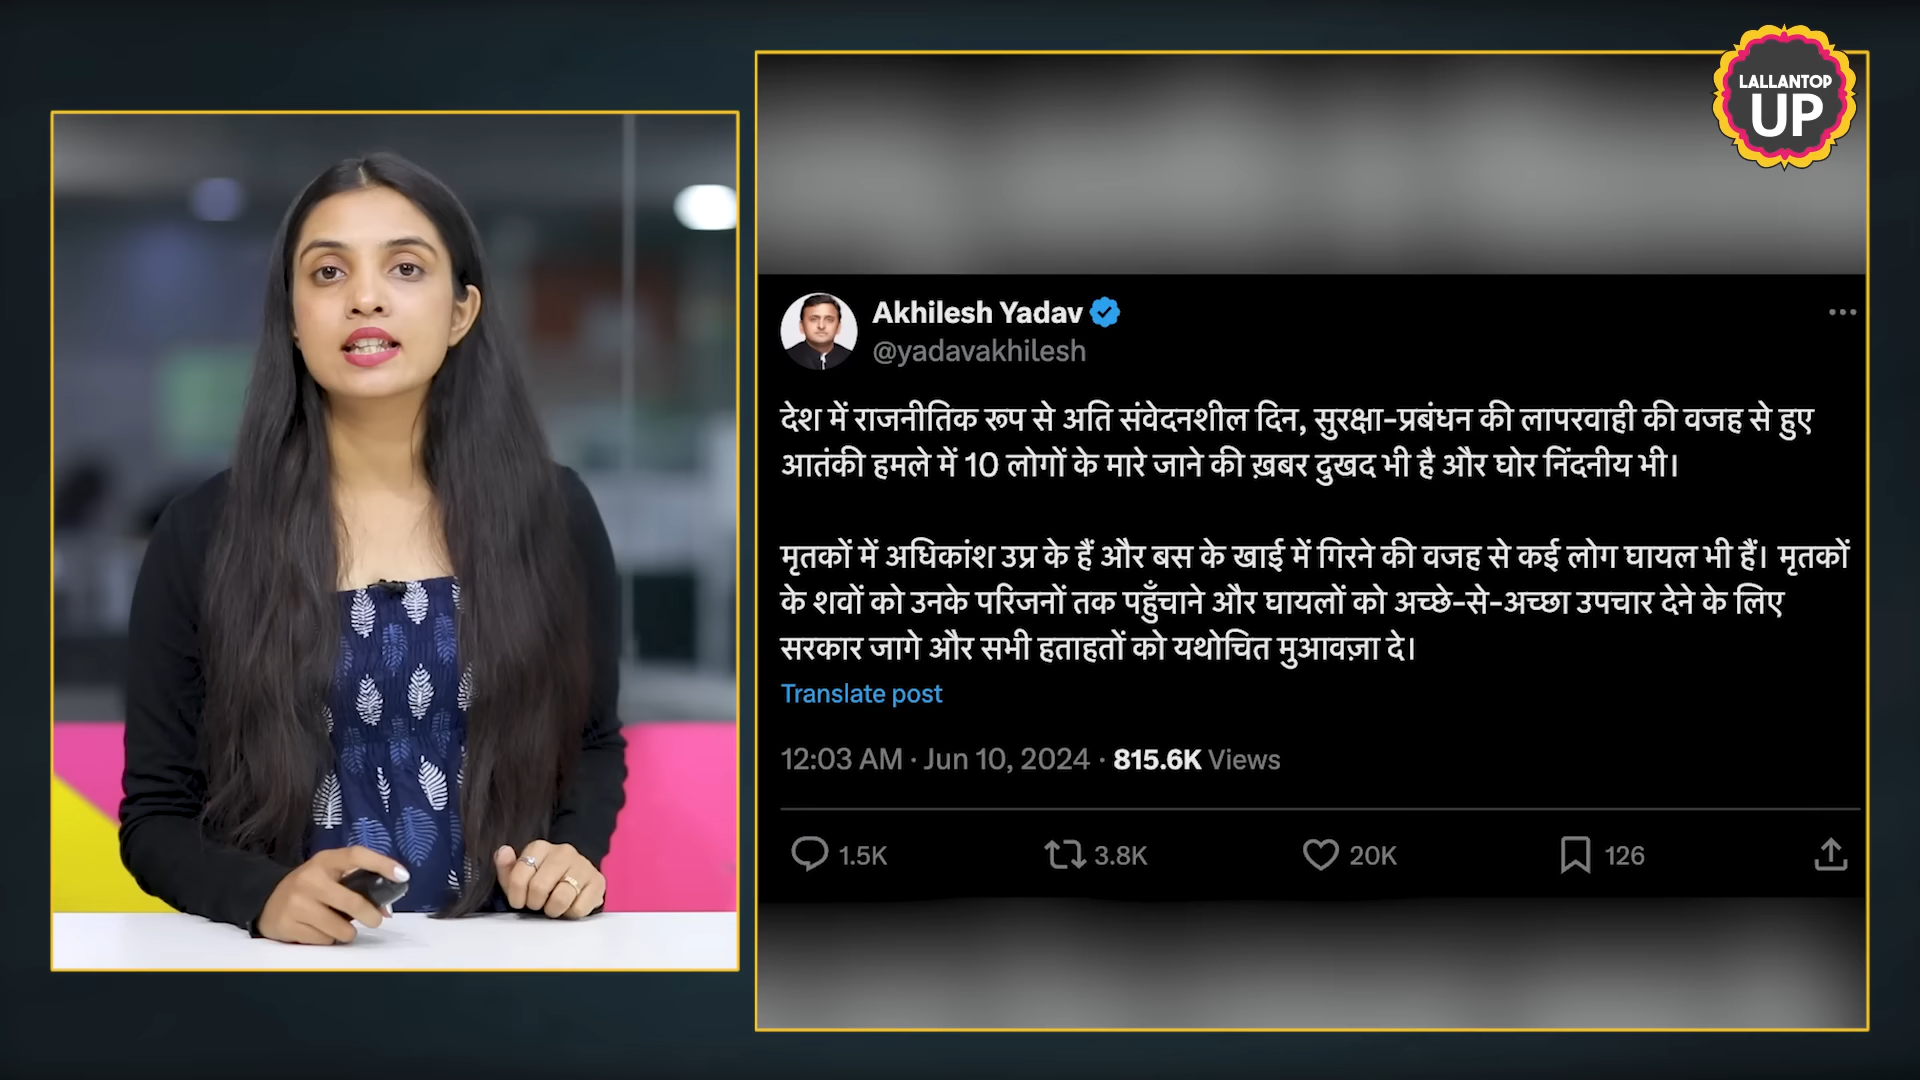 LALLANTOP
UP
Akhilesh Yadav
@yadavakhilesh
देश में राजनीतिक रूप से अति संवेदनशील दिन, सुरक्षा-प्रबंधन की लापरवाही की वजह से हुए
आतंकी हमले में 10 लोगों के मारे जाने की ख़बर दुखद भी है और घोर निंदनीय भी।
मृतकों में अधिकांश उप्र के हैं और बस के खाई में गिरने की वजह से कई लोग घायल भी हैं। मृतकों
के शवों को उनके परिजनों तक पहुँचाने और घायलों को अच्छे-से-अच्छा उपचार देने के लिए
सरकार जागे और सभी हताहतों को यथोचित मुआवज़ा दे।
Translate post
12:03 AM · Jun 10, 2024 · 815.6K Views
1.5K 3.8K 20K 126